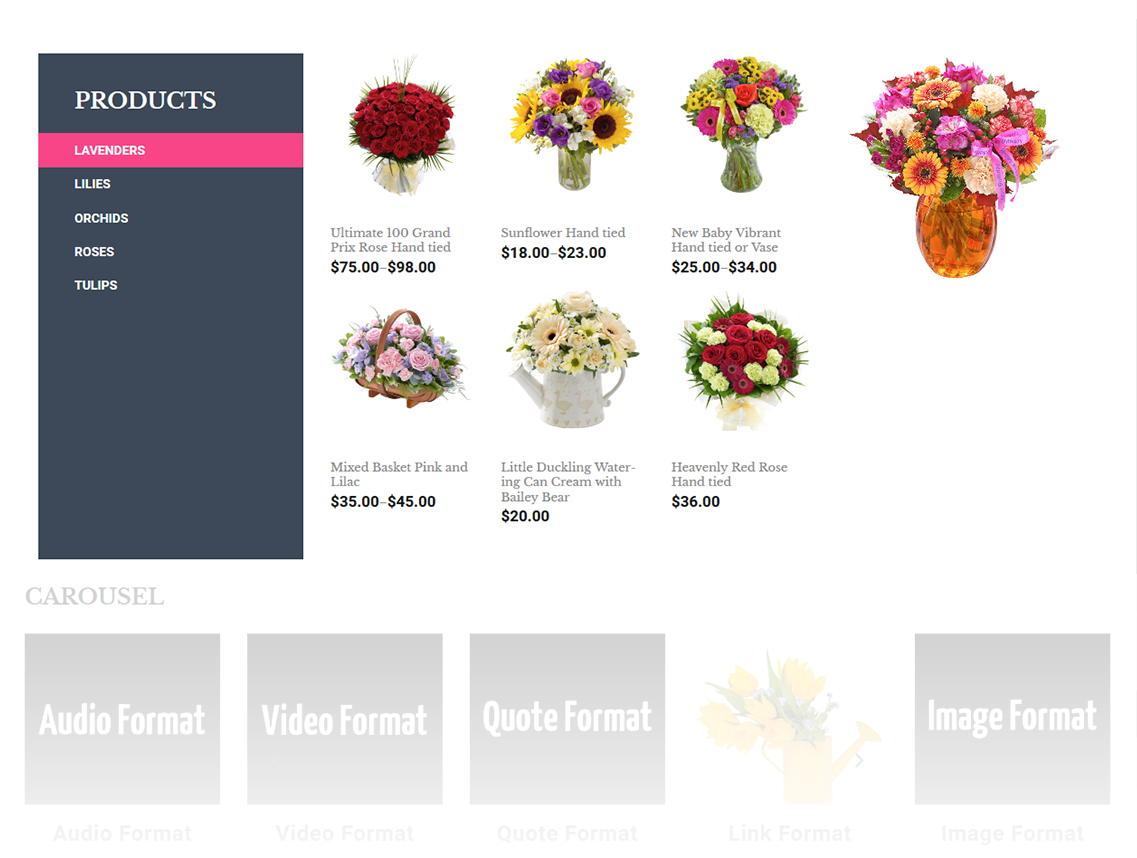 PRODUCTS
LAVENDERS
LILIES
ORCHIDS
ROSES
TULIPS
Ultimate 100 Grand
Prix Rose Hand tied
$75.00–$98.00
Sunflower Hand tied
$18.00–$23.00
New Baby Vibrant
Hand tied or Vase
$25.00–$34.00
Mixed Basket Pink and
Lilac
$35.00–$45.00
Little Duckling Water-
ing Can Cream with
Bailey Bear
$20.00
Heavenly Red Rose
Hand tied
$36.00
CAROUSEL
Audio Format
Video Format
Quote Format
Image Format
Audio Format
Video Format
Quote Format
Link Format
Image Format